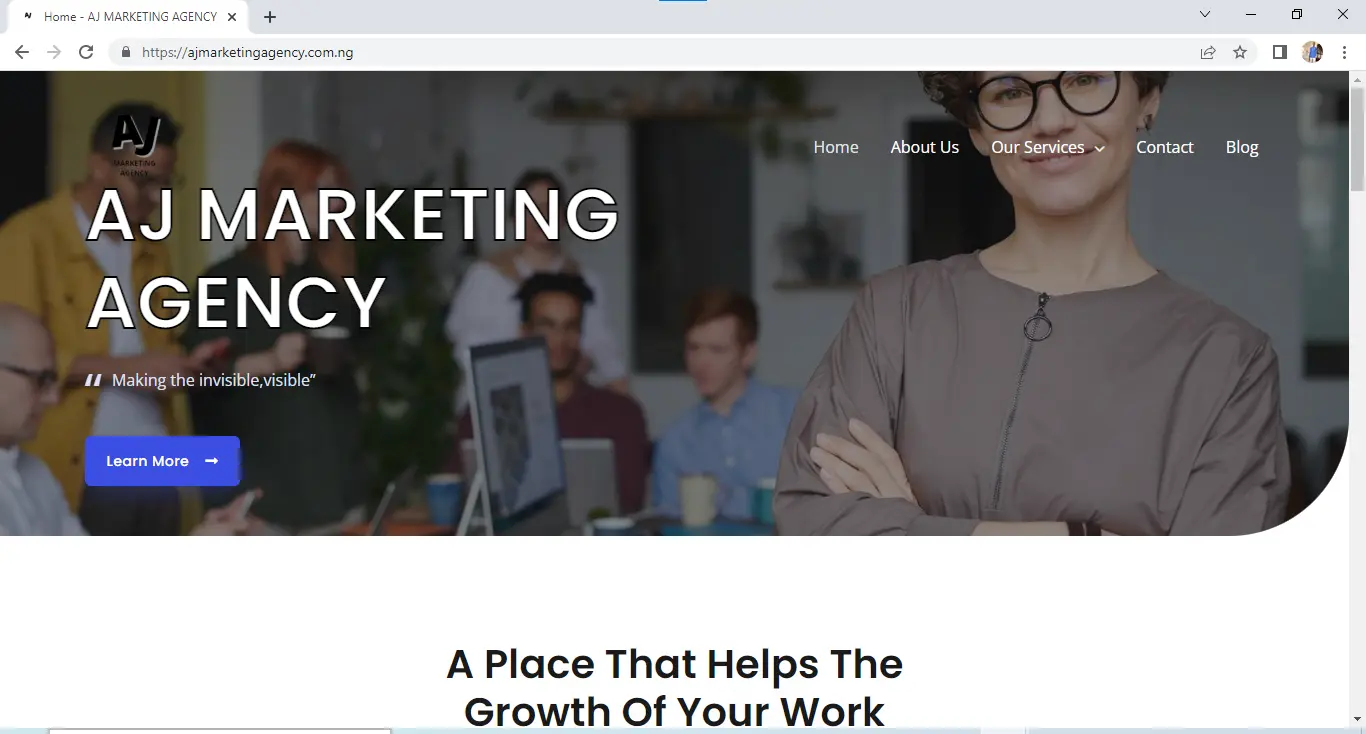 Home - AJ MARKETING AGENCY
https://ajmarketingagency.com.ng
AJ
MARKETING
AGENCY
Home About Us Our Services Contact Blog
AJ MARKETING
AGENCY
“ Making the invisible,visible”
Learn More
A Place That Helps The
Growth Of Your Work